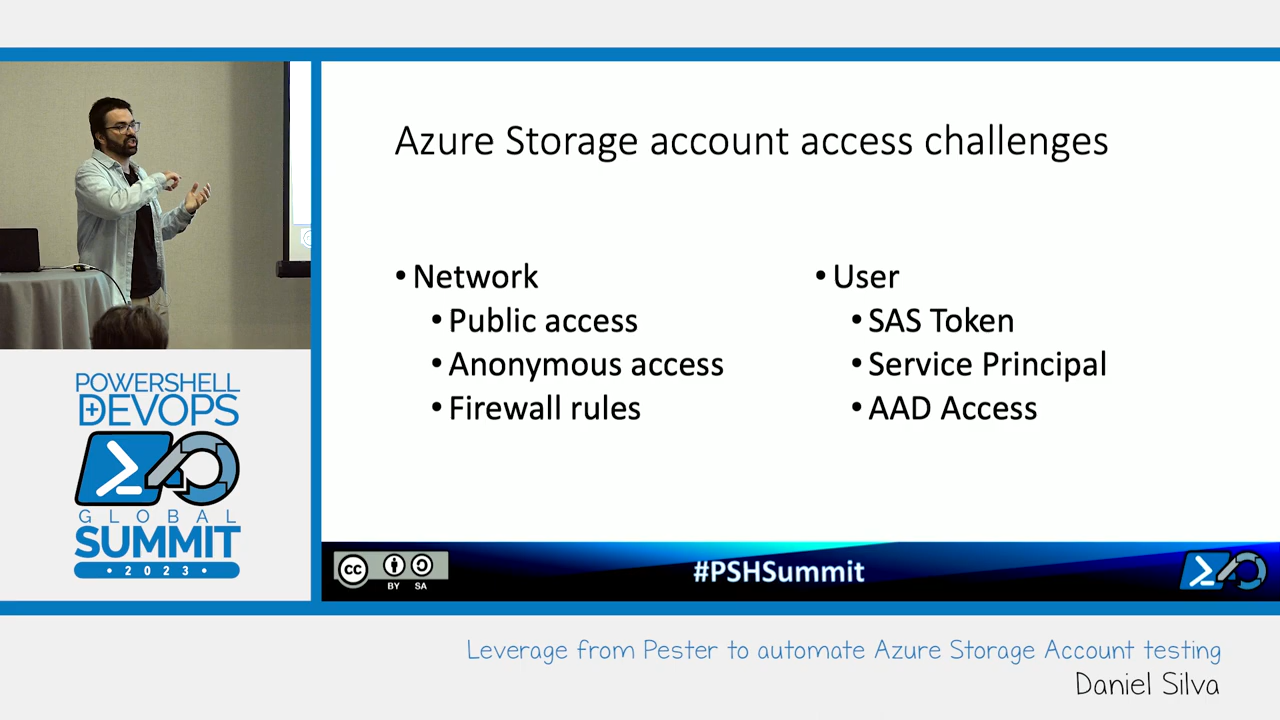 Azure Storage account access challenges
• Network
• Public access
• Anonymous access
• Firewall rules
• User
• SAS Token
• Service Principal
• AAD Access
POWERSHELL
DEVOPS
GLOBAL
SUMMIT
• 2023 •
cc
BY SA
#PSHSummit
Leverage from Pester to automate Azure Storage Account testing
Daniel Silva